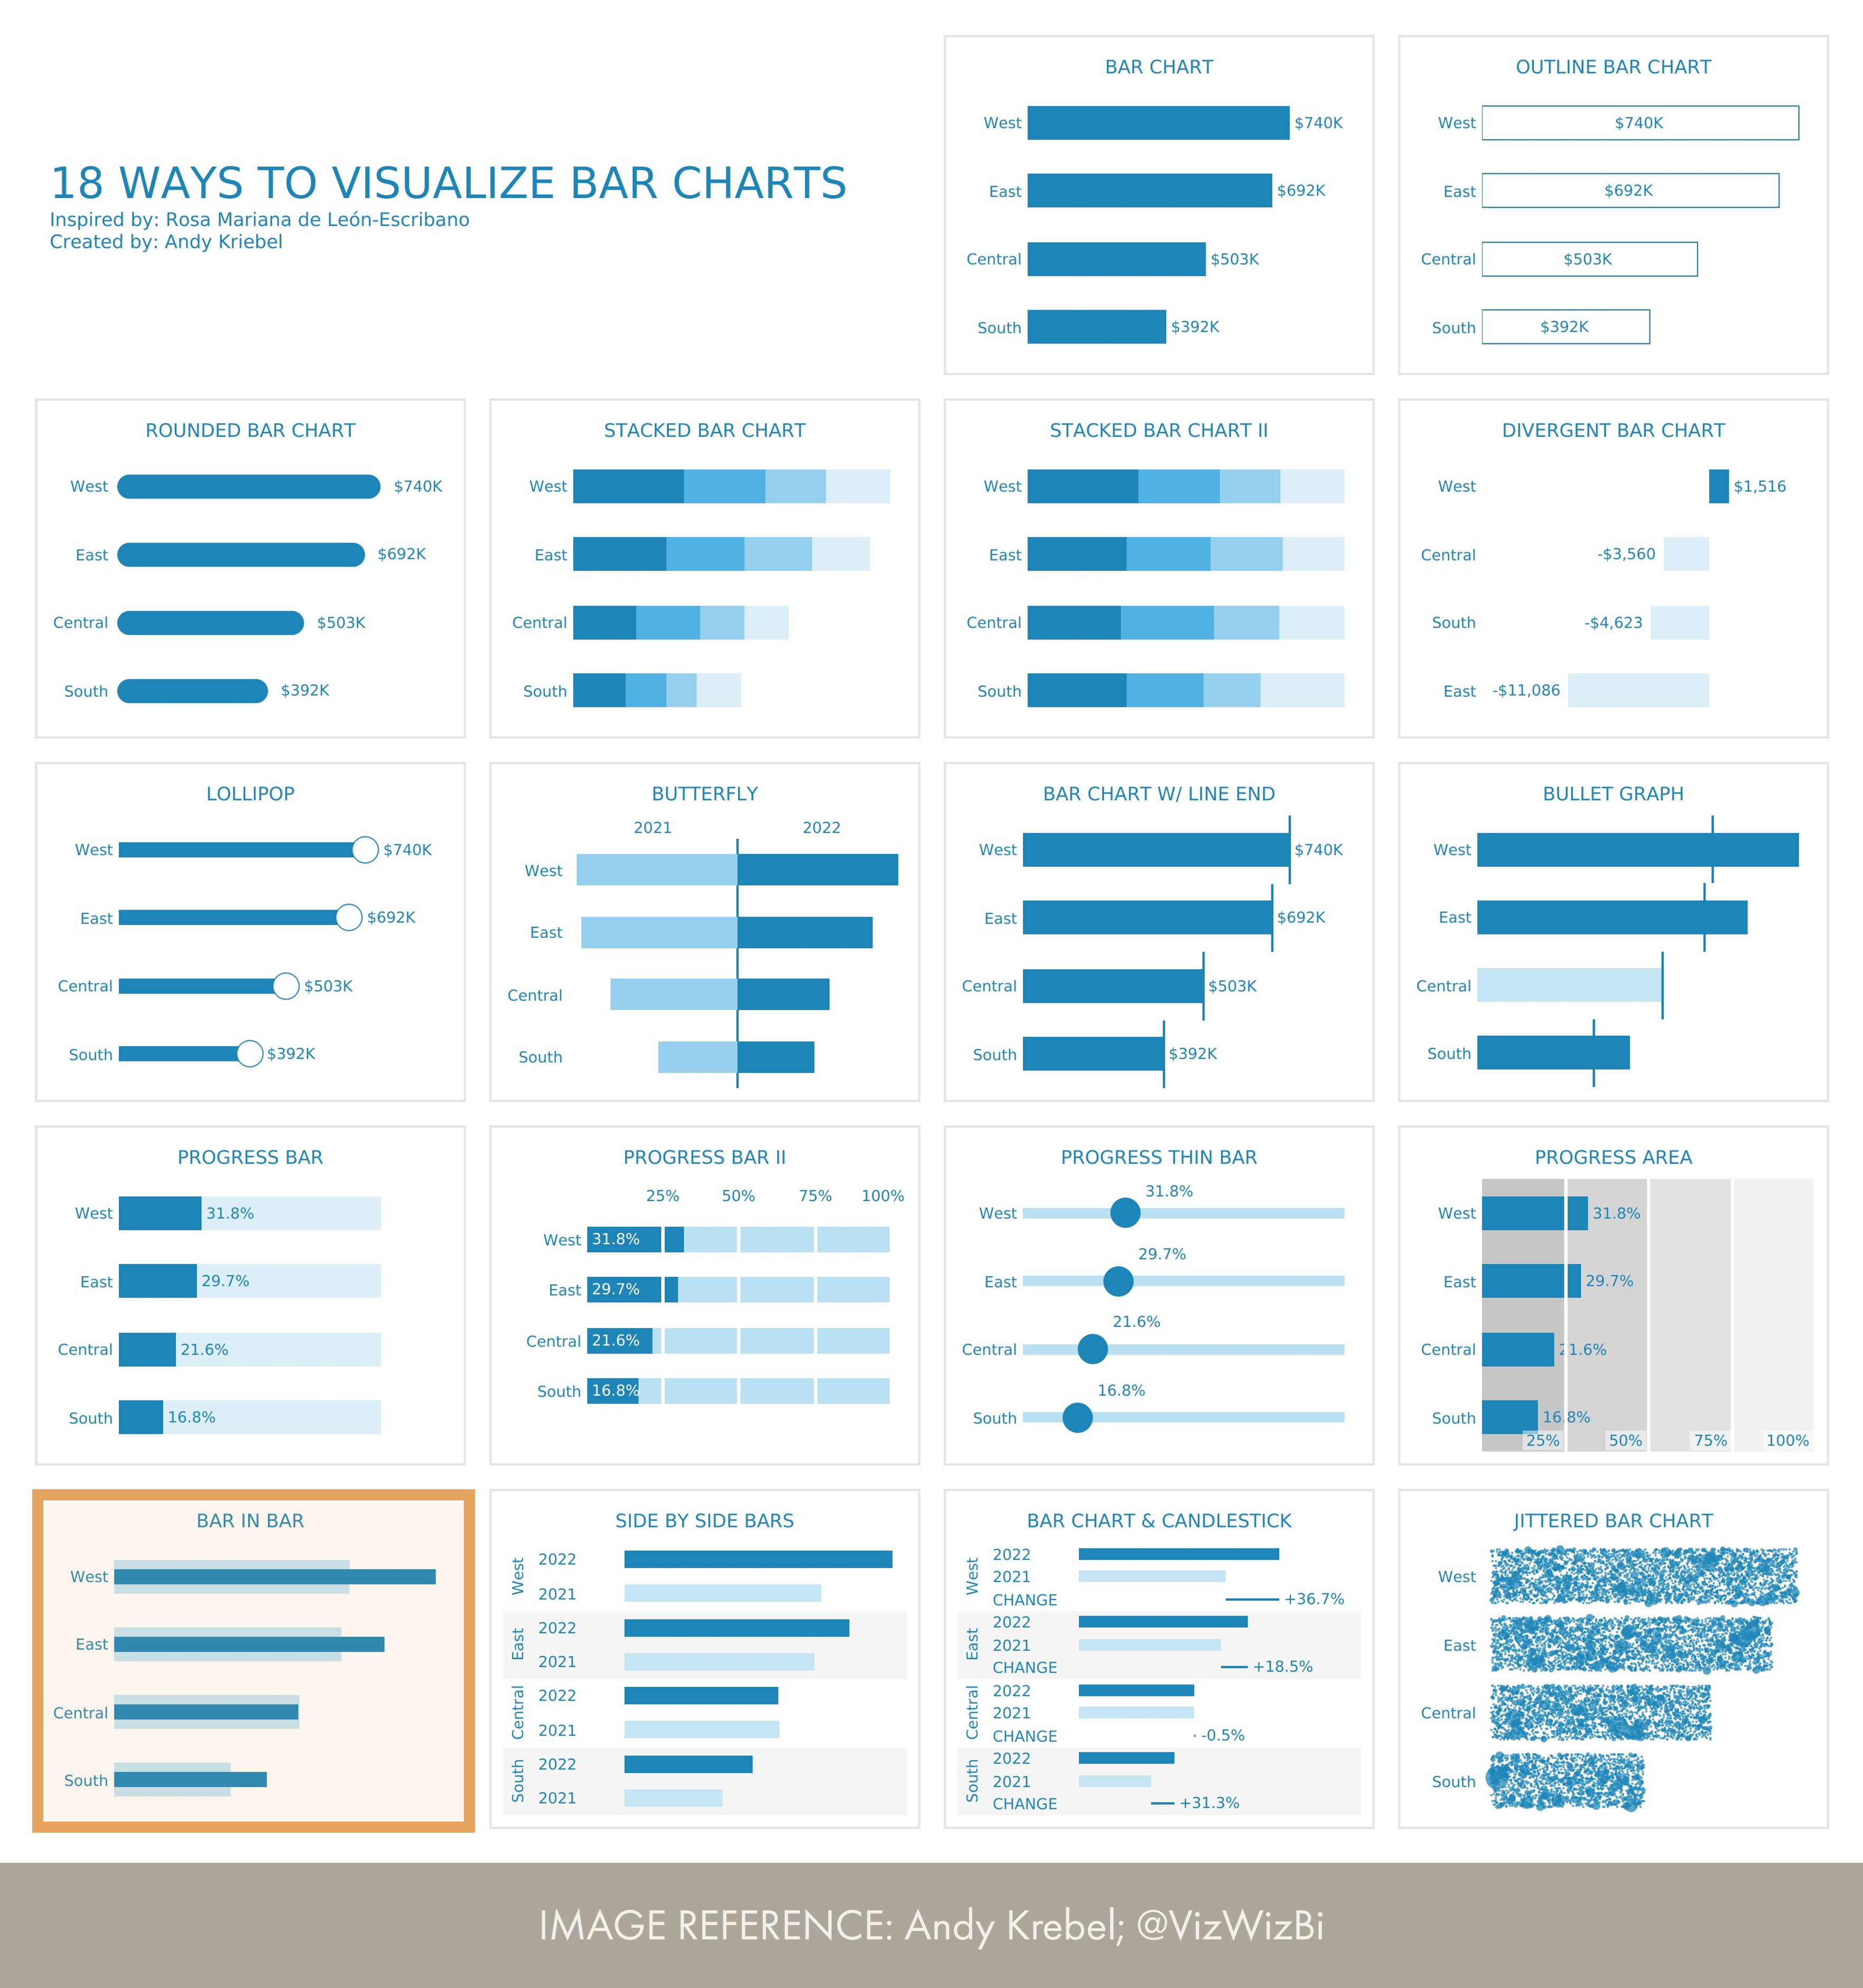 18 WAYS TO VISUALIZE BAR CHARTS
Inspired by: Rosa Mariana de León-Escribano
Created by: Andy Kriebel
BAR CHART
West $740K
East $692K
Central $503K
South $392K
OUTLINE BAR CHART
West $740K
East $692K
Central $503K
South $392K
ROUNDED BAR CHART
West $740K
East $692K
Central $503K
South $392K
STACKED BAR CHART
West
East
Central
South
STACKED BAR CHART II
West
East
Central
South
DIVERGENT BAR CHART
West $1,516
Central -$3,560
South -$4,623
East -$11,086
LOLLIPOP
West $740K
East $692K
Central $503K
South $392K
BUTTERFLY
2021 2022
West
East
Central
South
BAR CHART W/ LINE END
West $740K
East $692K
Central $503K
South $392K
BULLET GRAPH
West
East
Central
South
PROGRESS BAR
West 31.8%
East 29.7%
Central 21.6%
South 16.8%
PROGRESS BAR II
25% 50% 75% 100%
West 31.8%
East 29.7%
Central 21.6%
South 16.8%
PROGRESS THIN BAR
31.8%
West
29.7%
East
21.6%
Central
16.8%
South
PROGRESS AREA
West 31.8%
East 29.7%
Central 21.6%
South 16.8%
25% 50% 75% 100%
BAR IN BAR
West
East
Central
South
SIDE BY SIDE BARS
West
2022
2021
East
2022
2021
Central
2022
2021
South
2022
2021
BAR CHART & CANDLESTICK
West
2022
2021
CHANGE +36.7%
East
2022
2021
CHANGE +18.5%
Central
2022
2021
CHANGE -0.5%
South
2022
2021
CHANGE +31.3%
JITTERED BAR CHART
West
East
Central
South
IMAGE REFERENCE: Andy Krebel; @VizWizBi